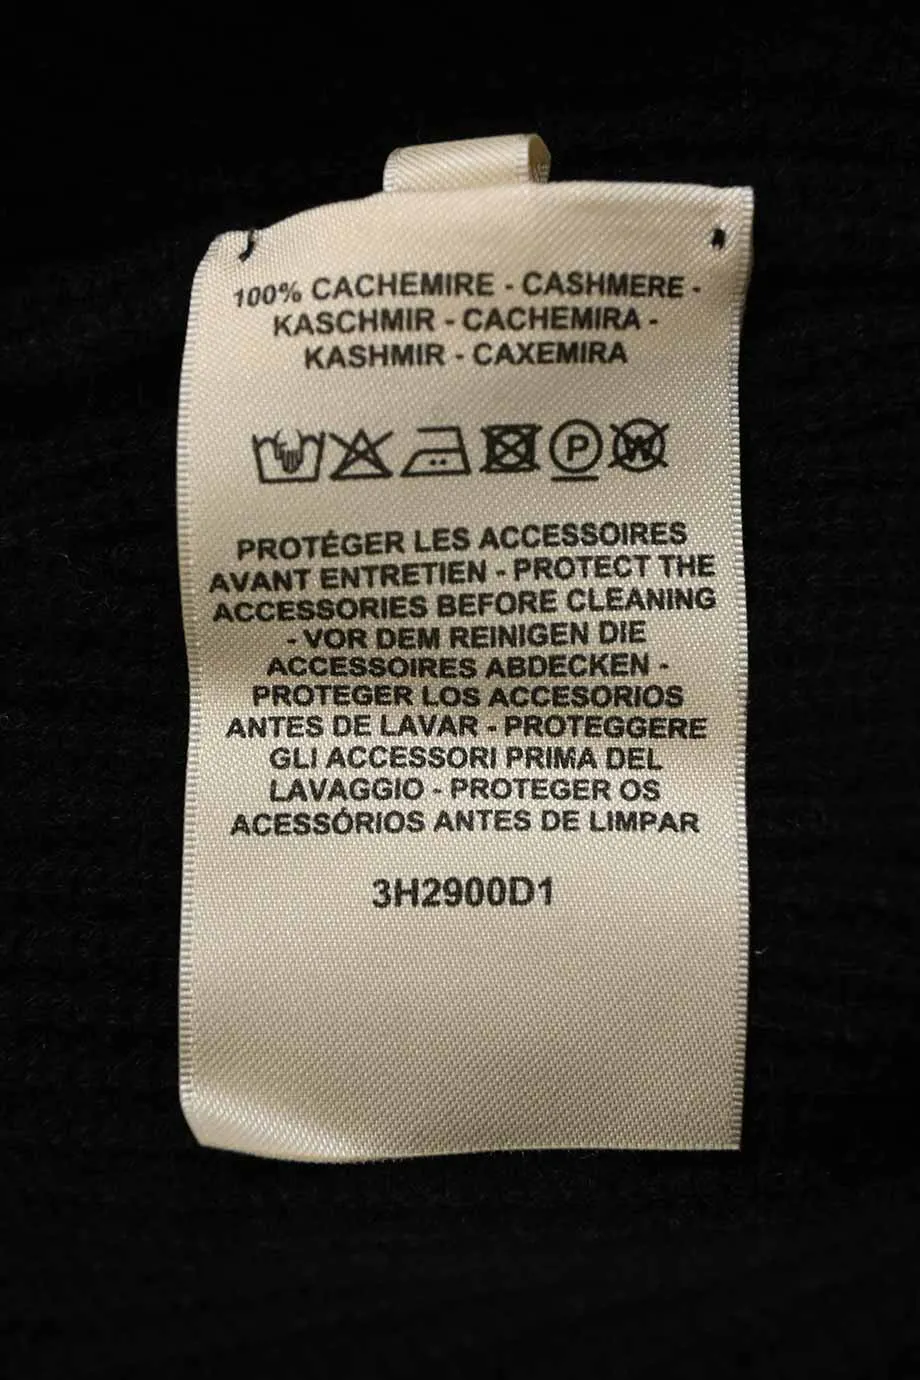 100% CACHEMIRE - CASHMERE -
KASCHMIR - CACHEMIRA -
KASHMIR - CAXEMIRA
P W
PROTÉGER LES ACCESSOIRES
AVANT ENTRETIEN - PROTECT THE
ACCESSORIES BEFORE CLEANING
- VOR DEM REINIGEN DIE
ACCESSOIRES ABDECKEN -
PROTEGER LOS ACCESORIOS
ANTES DE LAVAR - PROTEGGERE
GLI ACCESSORI PRIMA DEL
LAVAGGIO - PROTEGER OS
ACESSÓRIOS ANTES DE LIMPAR
3H2900D1